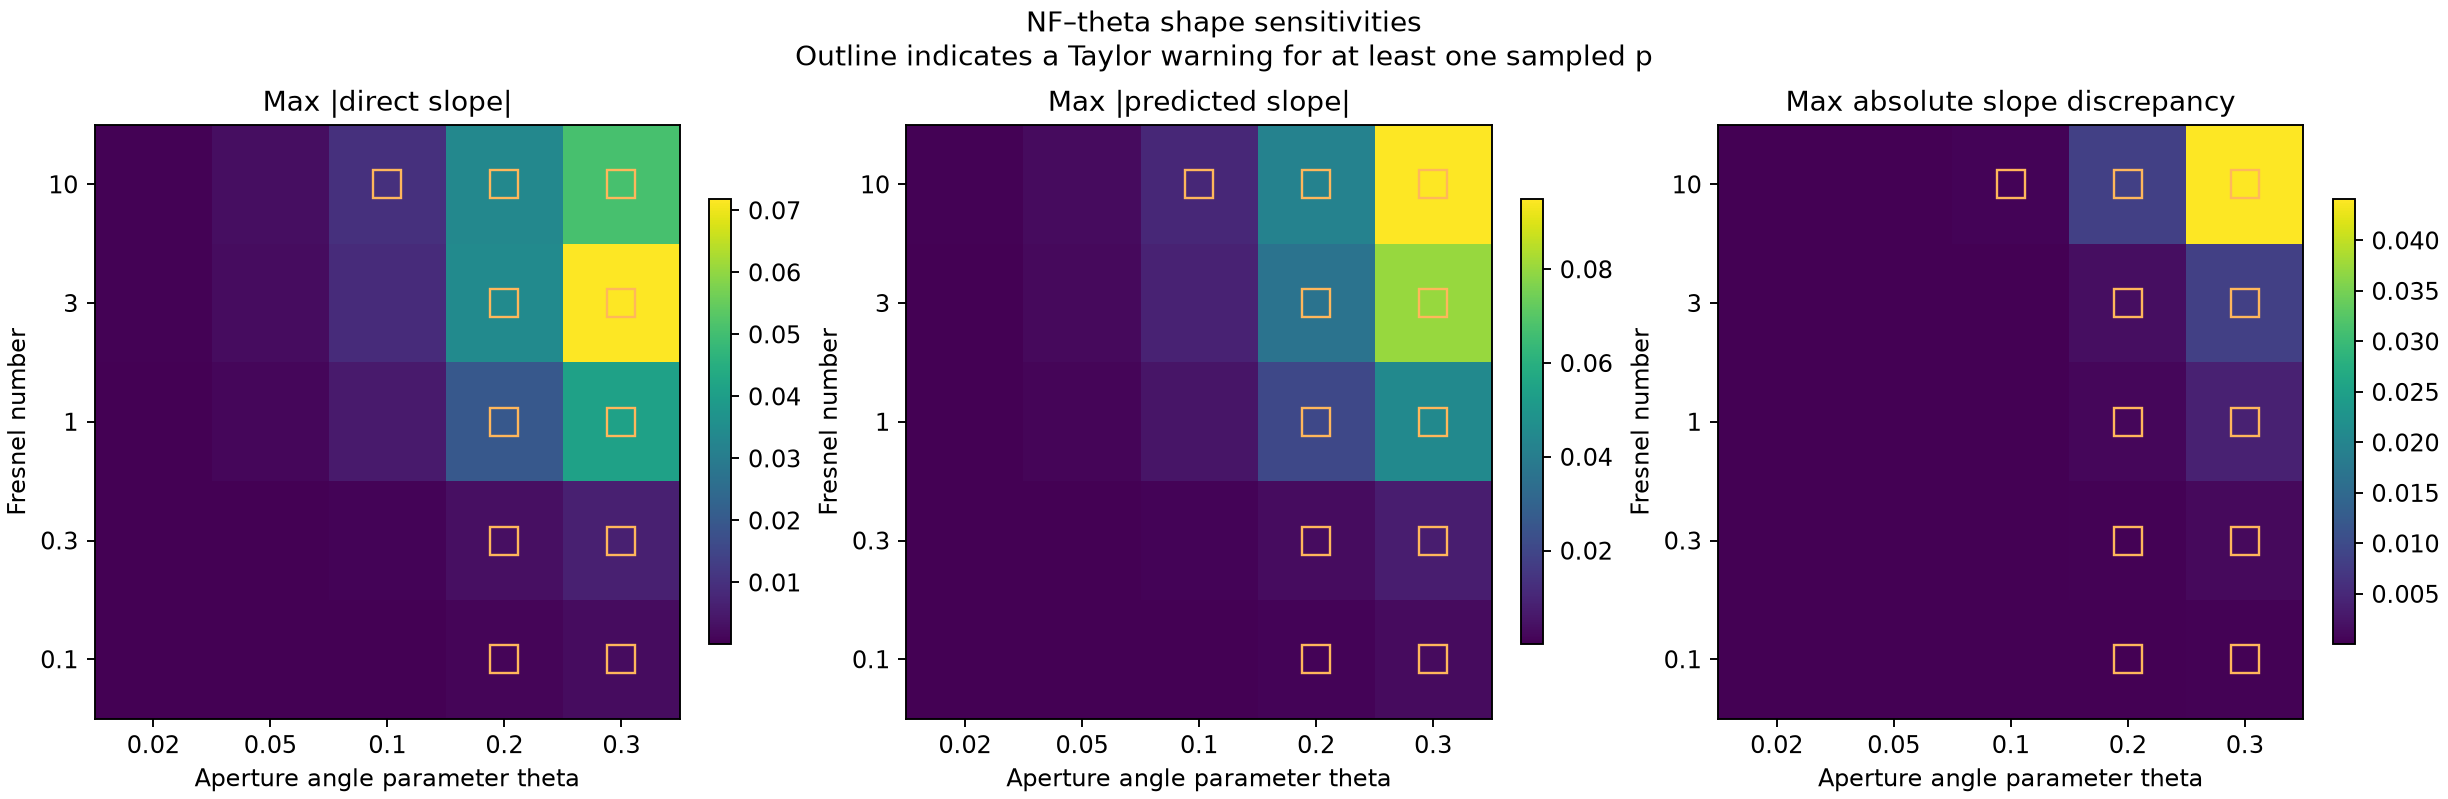 NF–theta shape sensitivities
Outline indicates a Taylor warning for at least one sampled p
Max |direct slope|
Fresnel number
10
3
1
0.3
0.1
0.02 0.05 0.1 0.2 0.3
Aperture angle parameter theta
0.07
0.06
0.05
0.04
0.03
0.02
0.01
Max |predicted slope|
Fresnel number
10
3
1
0.3
0.1
0.02 0.05 0.1 0.2 0.3
Aperture angle parameter theta
0.08
0.06
0.04
0.02
Max absolute slope discrepancy
Fresnel number
10
3
1
0.3
0.1
0.02 0.05 0.1 0.2 0.3
Aperture angle parameter theta
0.040
0.035
0.030
0.025
0.020
0.015
0.010
0.005